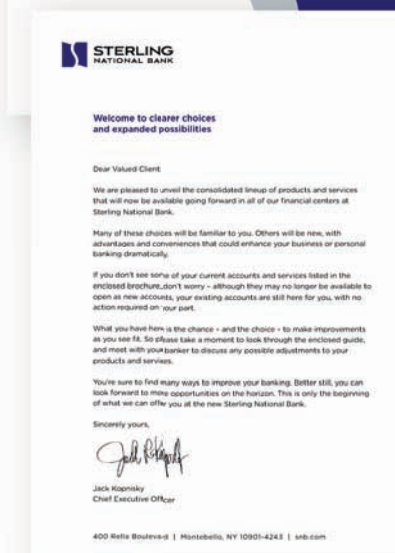 STERLING
NATIONAL BANK
Welcome to clearer choices
and expanded possibilities
Dear Valued Client
We are pleased to unveil the consolidated lineup of products and services
that will now be available going forward in all of our financial centers at
Sterling National Bank.
Many of these choices will be familiar to you. Others will be new, with
advantages and conveniences that could enhance your business or personal
banking dramatically.
If you don't see some of your current accounts and services listed in the
enclosed brochure, don't worry – although they may no longer be available to
open as new accounts, your existing accounts are still here for you, with no
action required on your part.
What you have here is the chance – and the choice – to make improvements
as you see fit. So please take a moment to look through the enclosed guide,
and meet with your banker to discuss any possible adjustments to your
products and services.
You're sure to find many ways to improve your banking. Better still, you can
look forward to many opportunities on the horizon. This is only the beginning
of what we can offer you at the new Sterling National Bank.
Sincerely yours,
Jack Kopnisky
Chief Executive Officer
400 Rella Boulevard | Montebello, NY 10901-4243 | snb.com